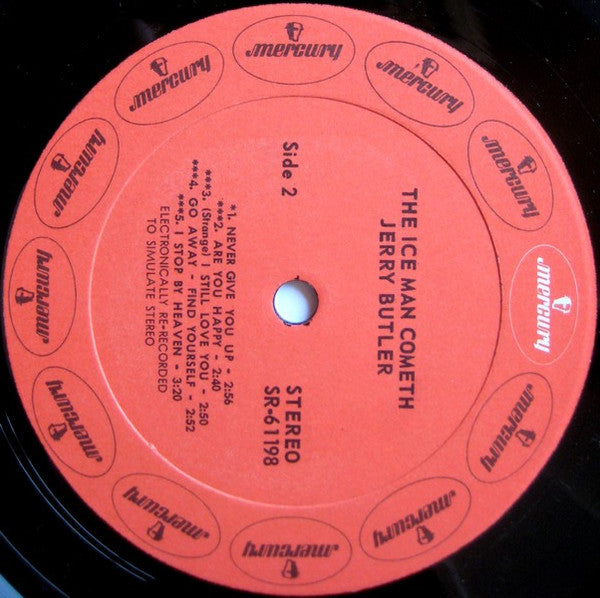 mercury
THE ICE MAN COMETH
JERRY BUTLER
Side 2
STEREO
SR-61198
*1. NEVER GIVE YOU UP - 2:56
***2. ARE YOU HAPPY - 2:40
***3. (Strange) I STILL LOVE YOU - 2:50
***4. GO AWAY - FIND YOURSELF - 2:52
***5. I STOP BY HEAVEN - 3:20
ELECTRONICALLY RE-RECORDED
TO SIMULATE STEREO
mercury
mercury
mercury
mercury
mercury
mercury
mercury
mercury
mercury
mercury
mercury